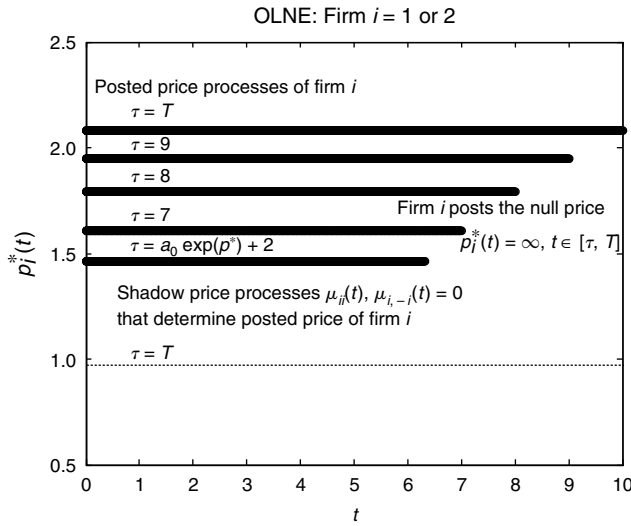 OLNE: Firm i = 1 or 2
2.5
Posted price processes of firm i
τ = T
2.0
τ = 9
τ = 8
Firm i posts the null price
τ = 7
p*i(t) = ∞, t ∈ [τ, T]
τ = a0 exp(p*) + 2
1.5
p*i(t)
Shadow price processes μii(t), μi,−i(t) = 0
that determine posted price of firm i
τ = T
1.0
0.5
0 1 2 3 4 5 6 7 8 9 10
t